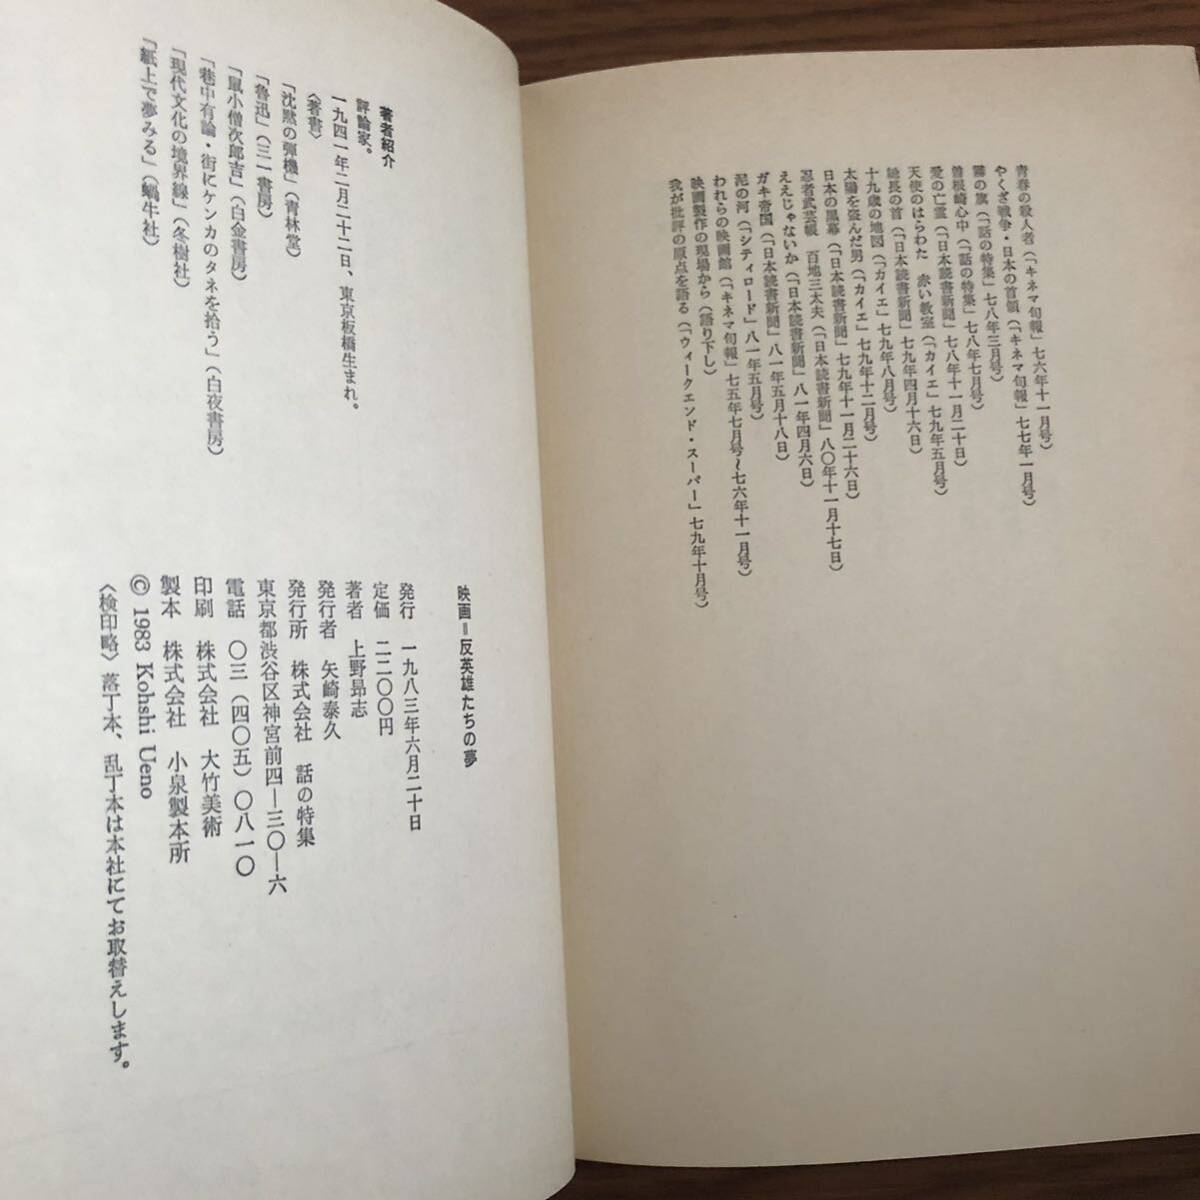 青春の殺人者（「キネマ旬報」七六年十一月号）
やくざ戦争・日本の首領（「キネマ旬報」七七年一月号）
霧の旗（「話の特集」七八年三月号）
曽根崎心中（「話の特集」七八年七月号）
愛の亡霊（「日本読書新聞」七八年十一月二十日）
天使のはらわた　赤い教室（「カイエ」七九年五月号）
総長の首（「日本読書新聞」七九年四月十六日）
十九歳の地図（「カイエ」七九年八月号）
太陽を盗んだ男（「カイエ」七九年十二月号）
日本の黒幕（「日本読書新聞」七九年十一月二十六日）
忍者武芸帖　百地三太夫（「日本読書新聞」八〇年十一月十七日）
ええじゃないか（「日本読書新聞」八一年四月六日）
ガキ帝国（「日本読書新聞」八一年五月十八日）
泥の河（「シティロード」八一年五月号）
われらの映画館（「キネマ旬報」七五年七月号〜七六年十一月号）
映画製作の現場から（語り下し）
我が批評の原点を語る（「ウィークエンド・スーパー」七九年十月号）
著者紹介
評論家。
一九四一年二月二十二日、東京板橋生まれ。
〈著書〉
「沈黙の弾機」（青林堂）
「魯迅」（三一書房）
「鼠小僧次郎吉」（白金書房）
「巷中有論・街にケンカのタネを拾う」（白夜書房）
「現代文化の境界線」（冬樹社）
「紙上で夢みる」（蝸牛社）
映画＝反英雄たちの夢
発行　一九八三年六月二十日
定価　二二〇〇円
著者　上野昂志
発行者　矢崎泰久
発行所　株式会社　話の特集
東京都渋谷区神宮前四—三〇—六
電話　〇三（四〇五）〇八一〇
印刷　株式会社　大竹美術
製本　株式会社　小泉製本所
© 1983 Kohshi Ueno
〈検印略〉落丁本、乱丁本は本社にてお取替えします。